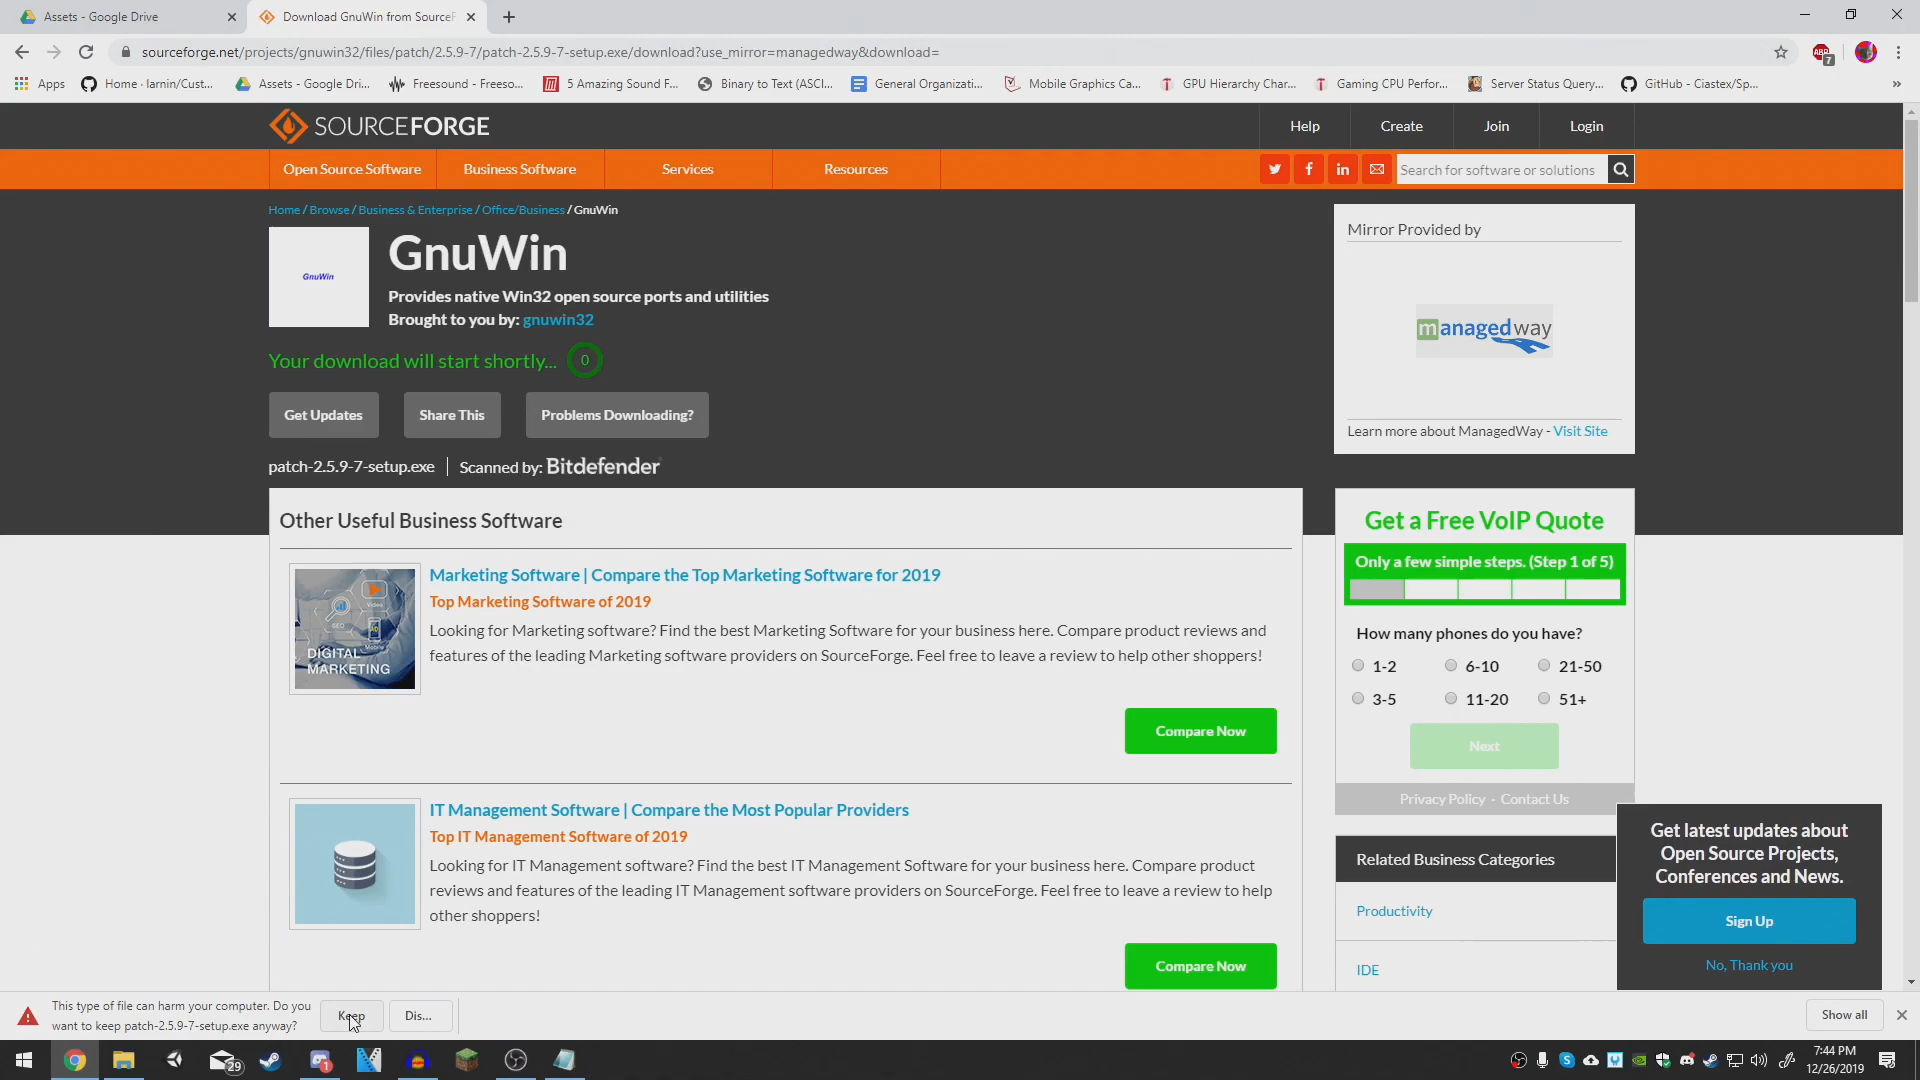 Assets - Google Drive
Download GnuWin from SourceF
sourceforge.net/projects/gnuwin32/files/patch/2.5.9-7/patch-2.5.9-7-setup.exe/download?use_mirror=managedway&download=
ABP
7
Apps
Home · larnin/Cust...
Assets - Google Dri...
Freesound - Freeso...
5 Amazing Sound F...
Binary to Text (ASCI...
General Organizati...
Mobile Graphics Ca...
GPU Hierarchy Char...
Gaming CPU Perfor...
Server Status Query...
GitHub - Ciastex/Sp...
SOURCEFORGE
Help
Create
Join
Login
Open Source Software
Business Software
Services
Resources
Search for software or solutions
Home / Browse / Business & Enterprise / Office/Business / GnuWin
Mirror Provided by
GnuWin
GnuWin
Provides native Win32 open source ports and utilities
Brought to you by: gnuwin32
managedway
Your download will start shortly... 0
Get Updates
Share This
Problems Downloading?
Learn more about ManagedWay - Visit Site
patch-2.5.9-7-setup.exe
Scanned by: Bitdefender
Other Useful Business Software
Marketing Software | Compare the Top Marketing Software for 2019
Top Marketing Software of 2019
Looking for Marketing software? Find the best Marketing Software for your business here. Compare product reviews and
features of the leading Marketing software providers on SourceForge. Feel free to leave a review to help other shoppers!
Video
SEO
AD
Mobile
DIGITAL
MARKETING
Compare Now
IT Management Software | Compare the Most Popular Providers
Top IT Management Software of 2019
Looking for IT Management software? Find the best IT Management Software for your business here. Compare product
reviews and features of the leading IT Management software providers on SourceForge. Feel free to leave a review to help
other shoppers!
Compare Now
Get a Free VoIP Quote
Only a few simple steps. (Step 1 of 5)
How many phones do you have?
1-2
6-10
21-50
3-5
11-20
51+
Next
Privacy Policy - Contact Us
Related Business Categories
Productivity
IDE
Get latest updates about
Open Source Projects,
Conferences and News.
Sign Up
No, Thank you
This type of file can harm your computer. Do you
want to keep patch-2.5.9-7-setup.exe anyway?
Keep
Dis...
Show all
29
1
7:44 PM
12/26/2019